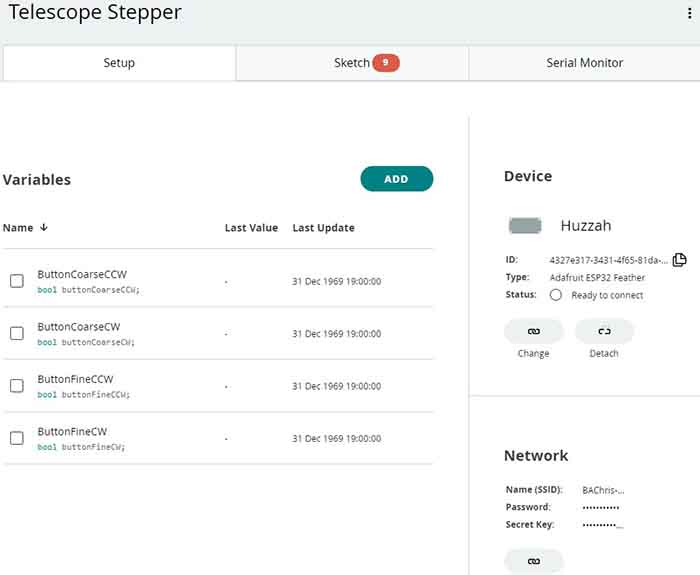 Telescope Stepper
Setup
Sketch 9
Serial Monitor
Variables
ADD
Name Last Value Last Update
ButtonCoarseCCW
bool buttonCoarseCCW;
- 31 Dec 1969 19:00:00
ButtonCoarseCW
bool buttonCoarseCW;
- 31 Dec 1969 19:00:00
ButtonFineCCW
bool buttonFineCCW;
- 31 Dec 1969 19:00:00
ButtonFineCW
bool buttonFineCW;
- 31 Dec 1969 19:00:00
Device
Huzzah
ID: 4327e317-3431-4f65-81da-...
Type: Adafruit ESP32 Feather
Status: Ready to connect
Change
Detach
Network
Name (SSID): BAChris-...
Password: •••••••••••
Secret Key: ••••••••••...